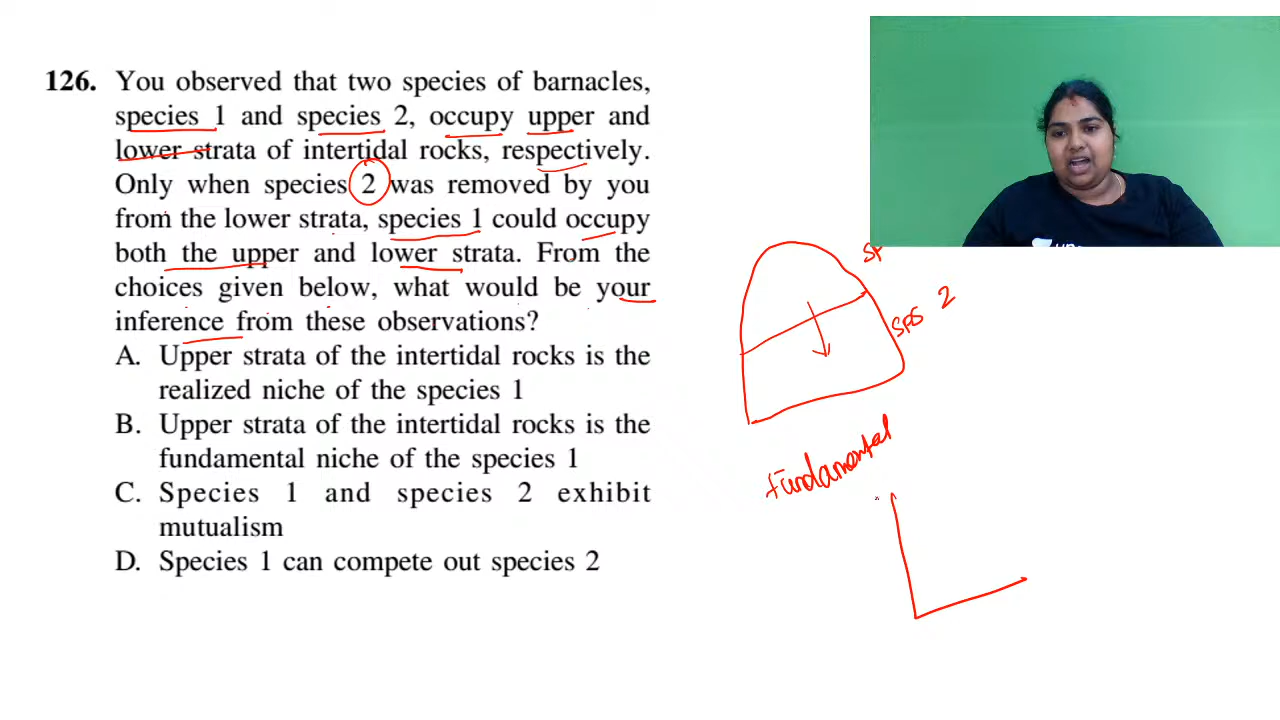 126. You observed that two species of barnacles,
species 1 and species 2, occupy upper and
lower strata of intertidal rocks, respectively.
Only when species 2 was removed by you
from the lower strata, species 1 could occupy
both the upper and lower strata. From the
choices given below, what would be your
inference from these observations?
A. Upper strata of the intertidal rocks is the
realized niche of the species 1
B. Upper strata of the intertidal rocks is the
fundamental niche of the species 1
C. Species 1 and species 2 exhibit
mutualism
D. Species 1 can compete out species 2
SP
SPS 2
Fundamental